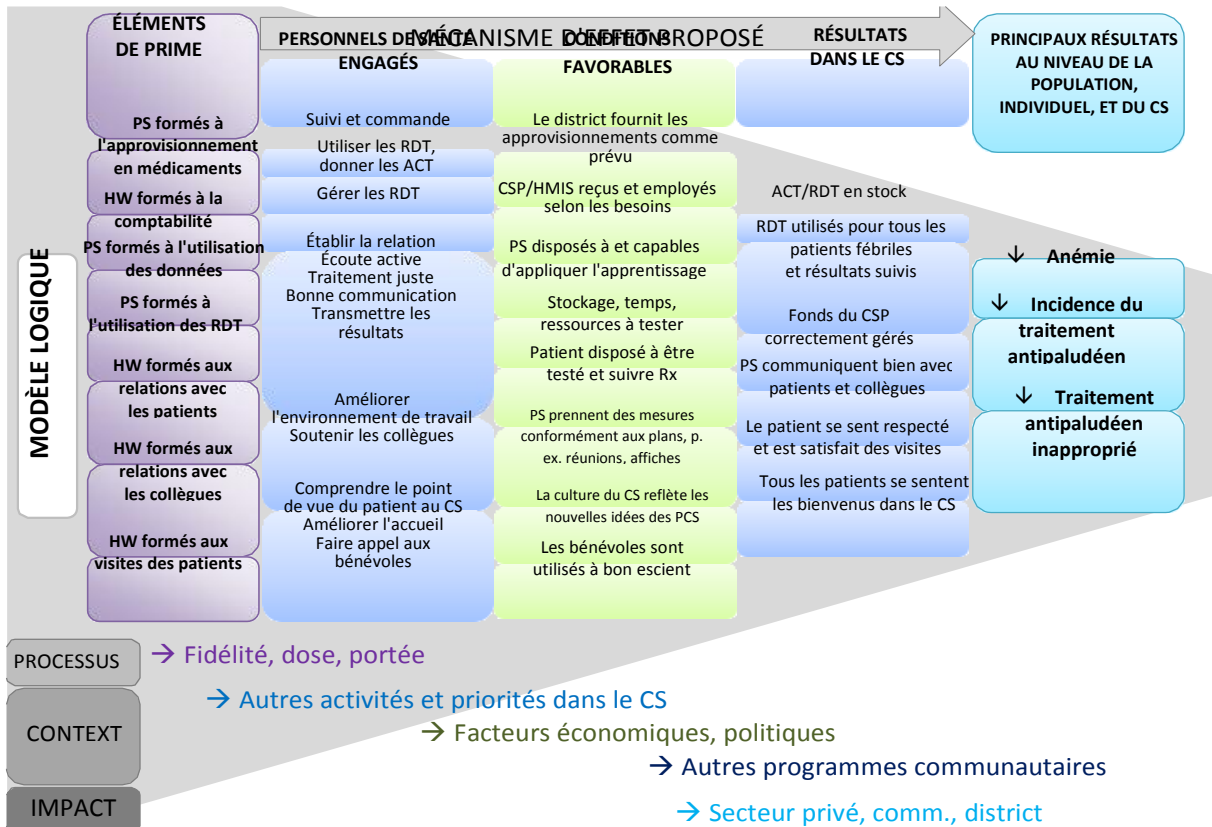 MÉCANISME D'EFFET PROPOSÉ
ÉLÉMENTS
DE PRIME
PERSONNELS DE SANTÉ
ENGAGÉS
CONDITIONS
FAVORABLES
RÉSULTATS
DANS LE CS
PRINCIPAUX RÉSULTATS
AU NIVEAU DE LA
POPULATION,
INDIVIDUEL, ET DU CS
MODÈLE LOGIQUE
PS formés à
l'approvisionnement
en médicaments
HW formés à la
comptabilité
PS formés à l'utilisation
des données
PS formés à
l'utilisation des RDT
HW formés aux
relations avec
les patients
HW formés aux
relations avec
les collègues
HW formés aux
visites des patients
Suivi et commande
Utiliser les RDT,
donner les ACT
Gérer les RDT
Établir la relation
Écoute active
Traitement juste
Bonne communication
Transmettre les
résultats
Améliorer
l'environnement de travail
Soutenir les collègues
Comprendre le point
de vue du patient au CS
Améliorer l'accueil
Faire appel aux
bénévoles
Le district fournit les
approvisionnements comme
prévu
CSP/HMIS reçus et employés
selon les besoins
PS disposés à et capables
d'appliquer l'apprentissage
Stockage, temps,
ressources à tester
Patient disposé à être
testé et suivre Rx
PS prennent des mesures
conformément aux plans, p.
ex. réunions, affiches
La culture du CS reflète les
nouvelles idées des PCS
Les bénévoles sont
utilisés à bon escient
ACT/RDT en stock
RDT utilisés pour tous les
patients fébriles
et résultats suivis
Fonds du CSP
correctement gérés
PS communiquent bien avec
patients et collègues
Le patient se sent respecté
et est satisfait des visites
Tous les patients se sentent
les bienvenus dans le CS
↓ Anémie
↓ Incidence du
traitement
antipaludéen
↓ Traitement
antipaludéen
inapproprié
PROCESSUS
→ Fidélité, dose, portée
→ Autres activités et priorités dans le CS
CONTEXT
→ Facteurs économiques, politiques
→ Autres programmes communautaires
IMPACT
→ Secteur privé, comm., district